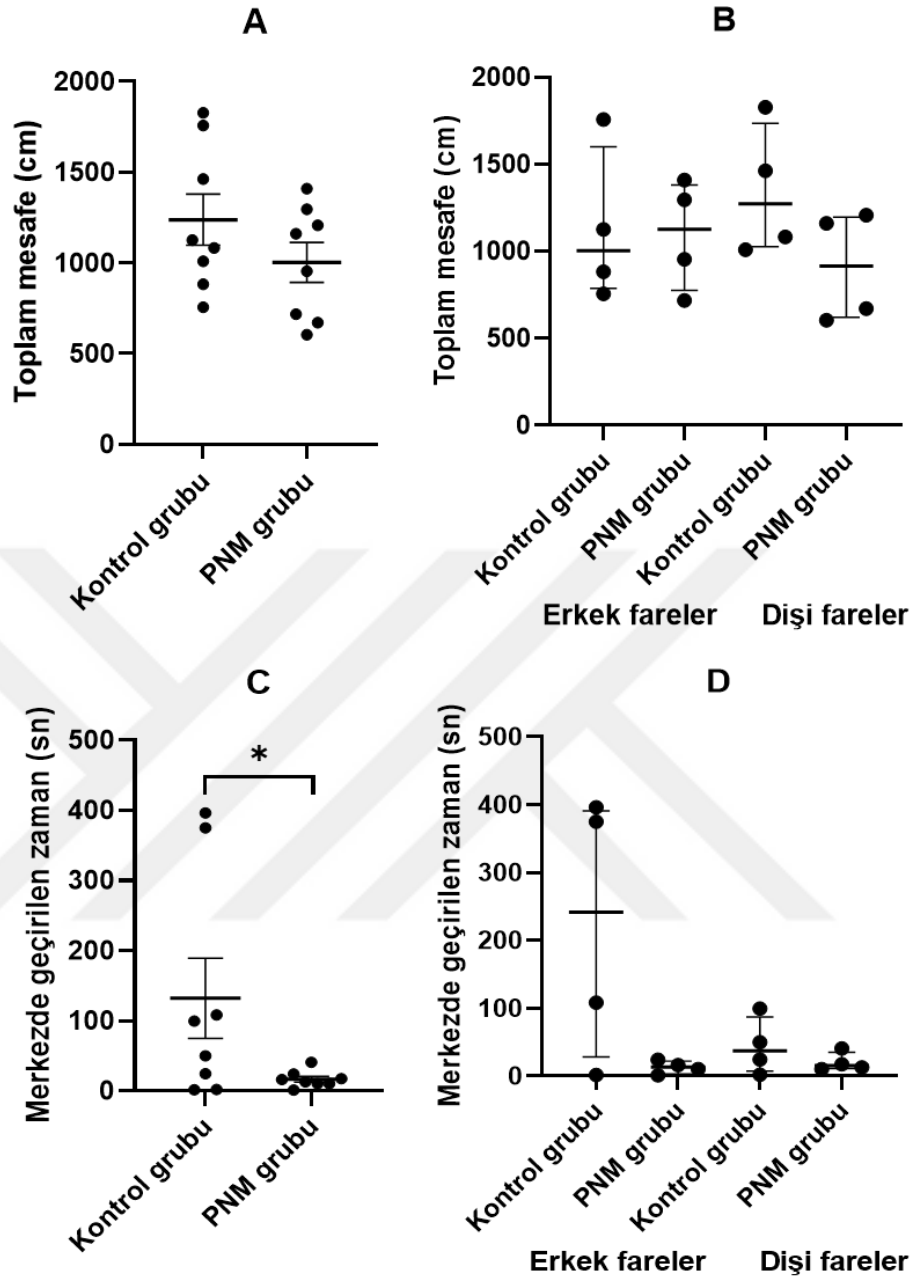 A
Toplam mesafe (cm)
2000
1500
1000
500
0
Kontrol grubu
PNM grubu
B
Toplam mesafe (cm)
2000
1500
1000
500
0
Kontrol grubu
PNM grubu
Kontrol grubu
PNM grubu
Erkek fareler
Dişi fareler
C
Merkezde geçirilen zaman (sn)
500
400
300
200
100
0
*
Kontrol grubu
PNM grubu
D
Merkezde geçirilen zaman (sn)
500
400
300
200
100
0
Kontrol grubu
PNM grubu
Kontrol grubu
PNM grubu
Erkek fareler
Dişi fareler